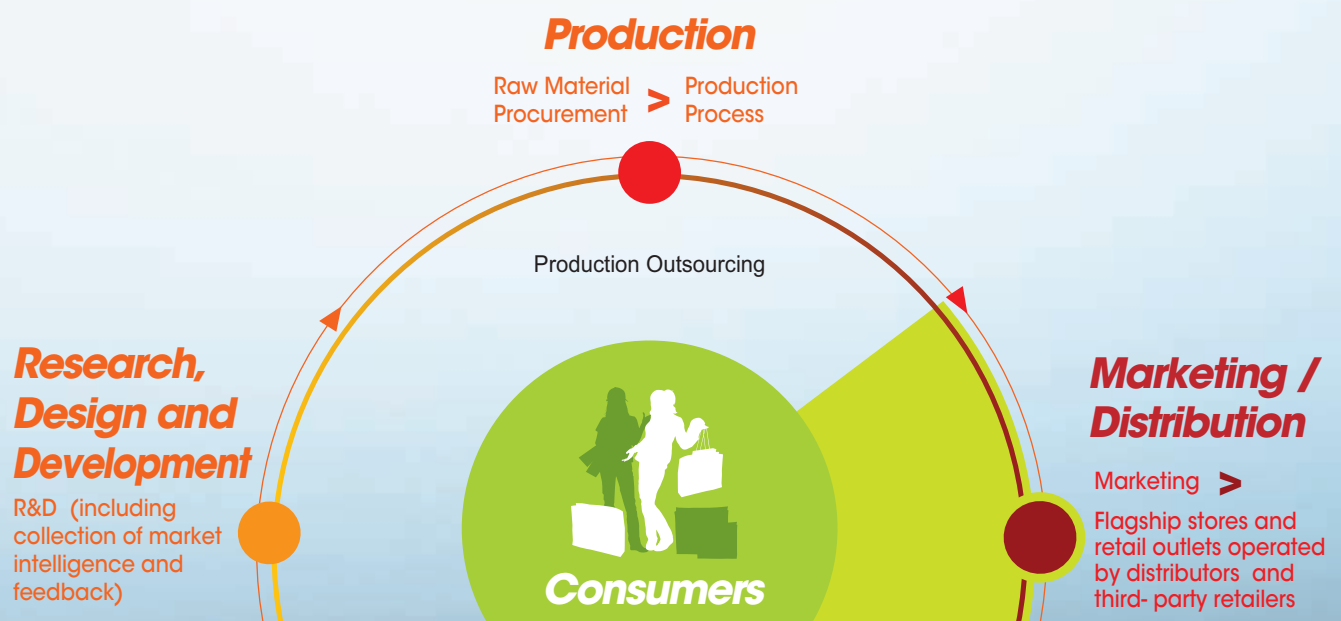 Production
Raw Material
Procurement
>
Production
Process
Production Outsourcing
Research,
Design and
Development
R&D (including
collection of market
intelligence and
feedback)
Consumers
Marketing /
Distribution
Marketing >
Flagship stores and
retail outlets operated
by distributors and
third- party retailers